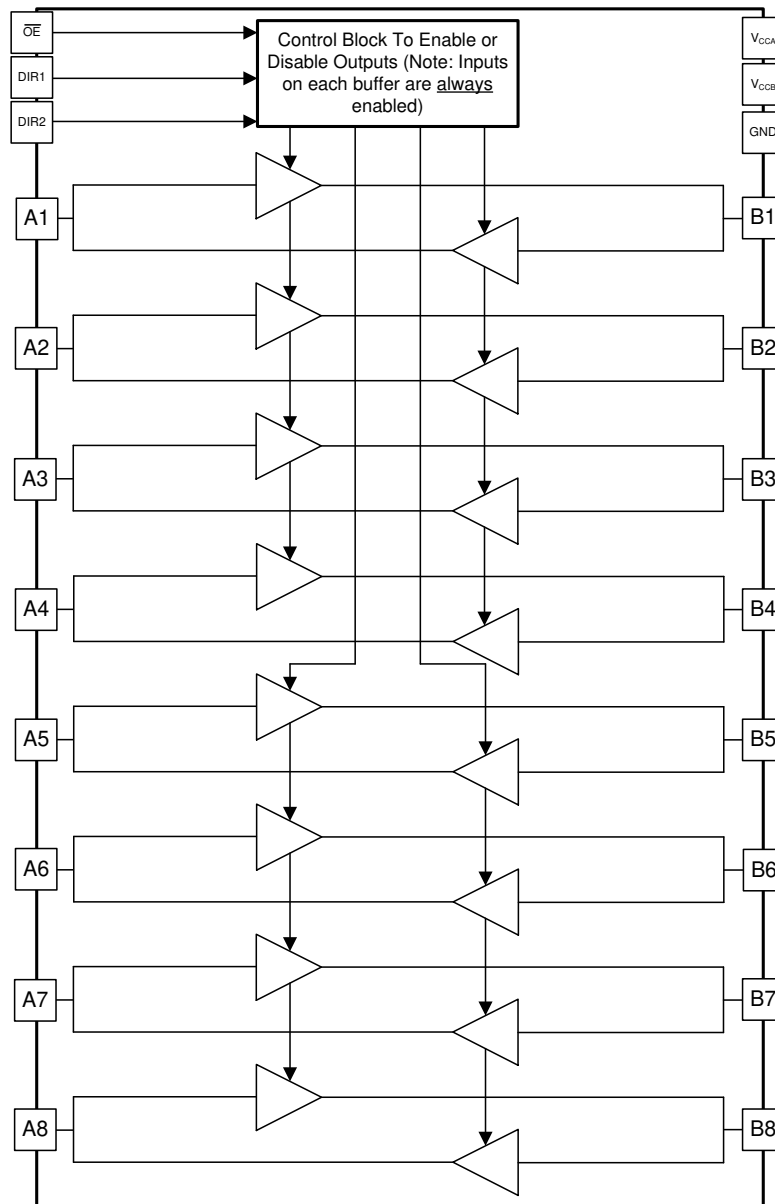 OE
DIR1
DIR2
Control Block To Enable or
Disable Outputs (Note: Inputs
on each buffer are always
enabled)
VCCA
VCCB
GND
A1
B1
A2
B2
A3
B3
A4
B4
A5
B5
A6
B6
A7
B7
A8
B8